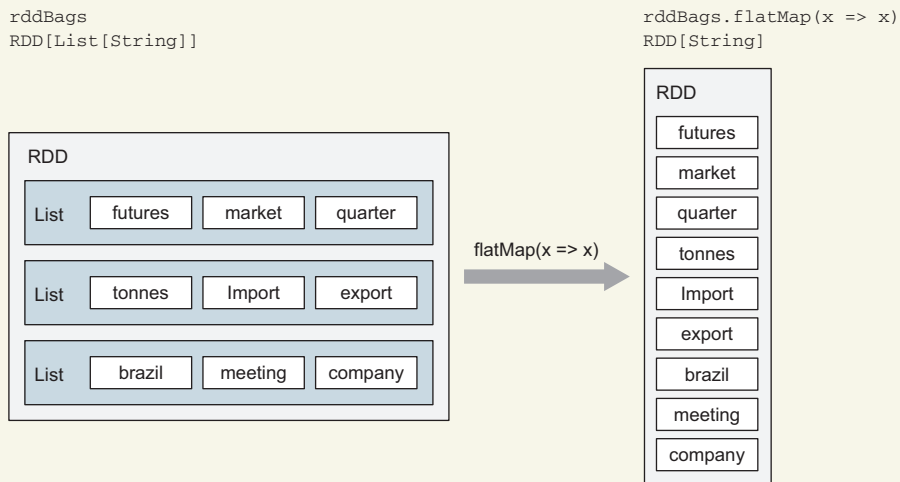 rddBags
RDD[List[String]]
RDD
List futures market quarter
List tonnes Import export
List brazil meeting company
flatMap(x => x)
rddBags.flatMap(x => x)
RDD[String]
RDD
futures
market
quarter
tonnes
Import
export
brazil
meeting
company